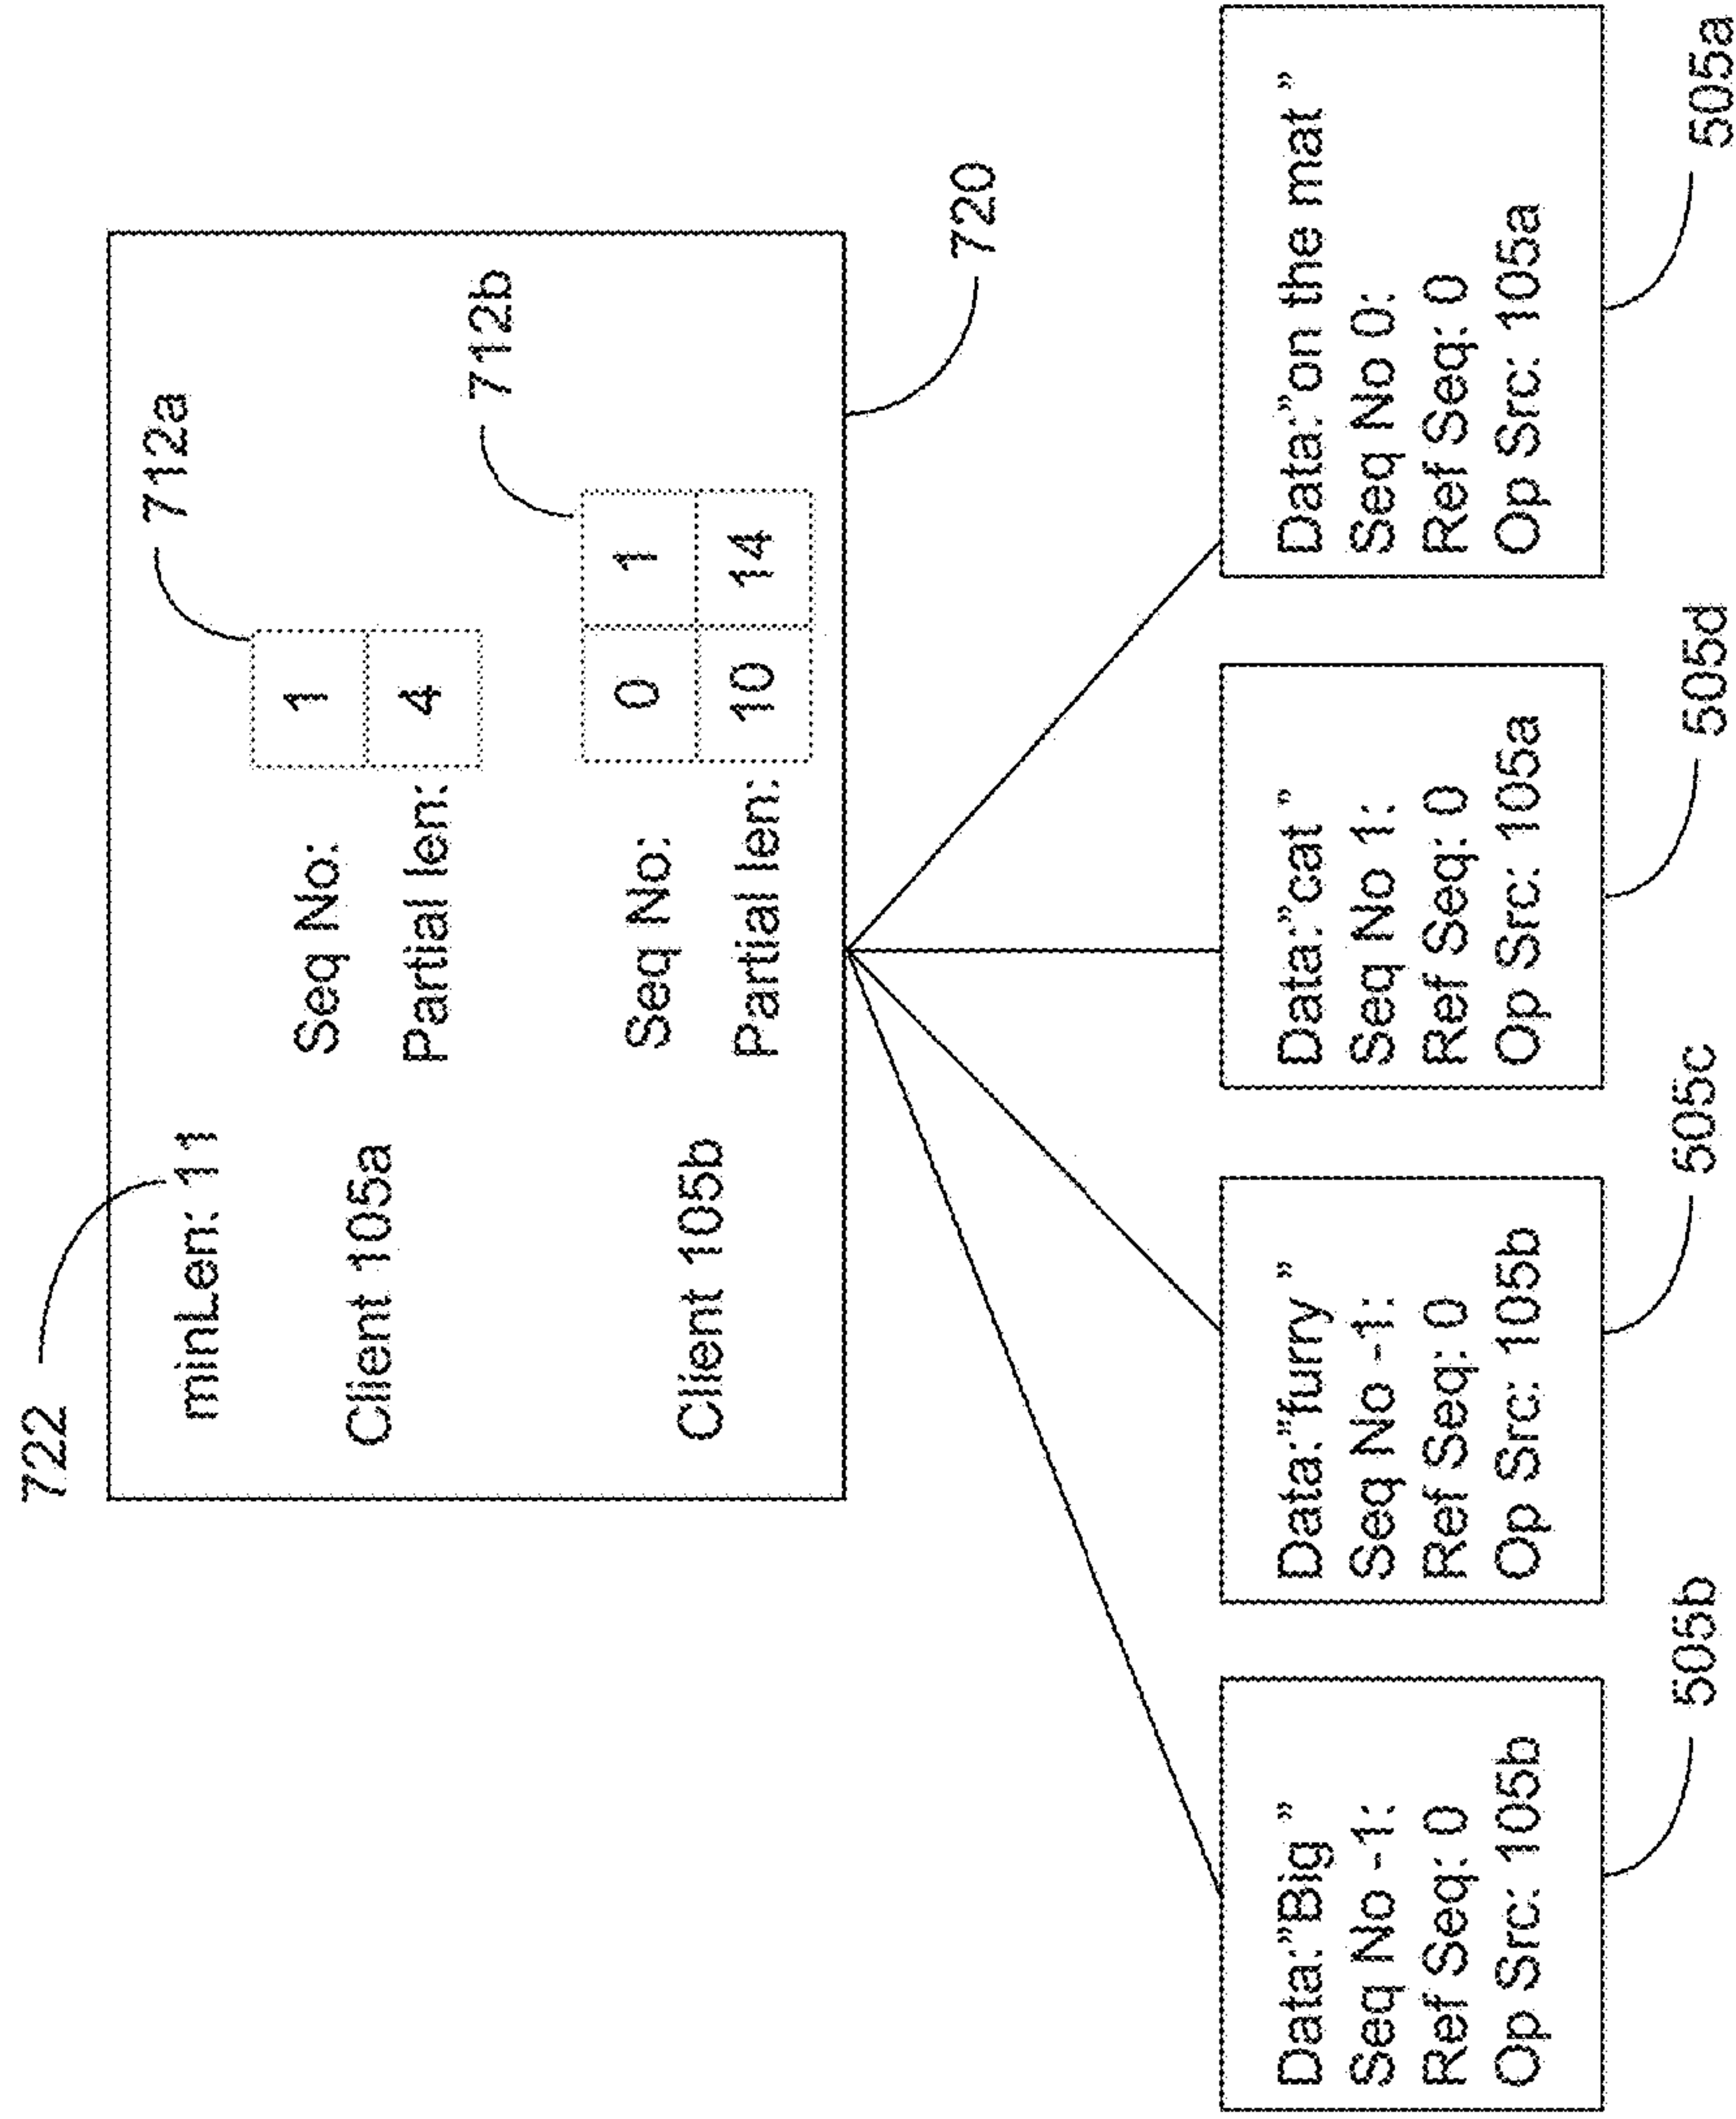 722
minLen: 11
712a
Client 105a
Seq No:
1
Partial len:
4
712b
Client 105b
Seq No:
0 1
Partial len:
10 14
720
Data:"Big "
Seq No -1:
Ref Seq: 0
Op Src: 105b
505b
Data:"furry "
Seq No -1:
Ref Seq: 0
Op Src: 105b
505c
Data:"cat "
Seq No 1:
Ref Seq: 0
Op Src: 105a
505d
Data:"on the mat "
Seq No 0:
Ref Seq: 0
Op Src: 105a
505a